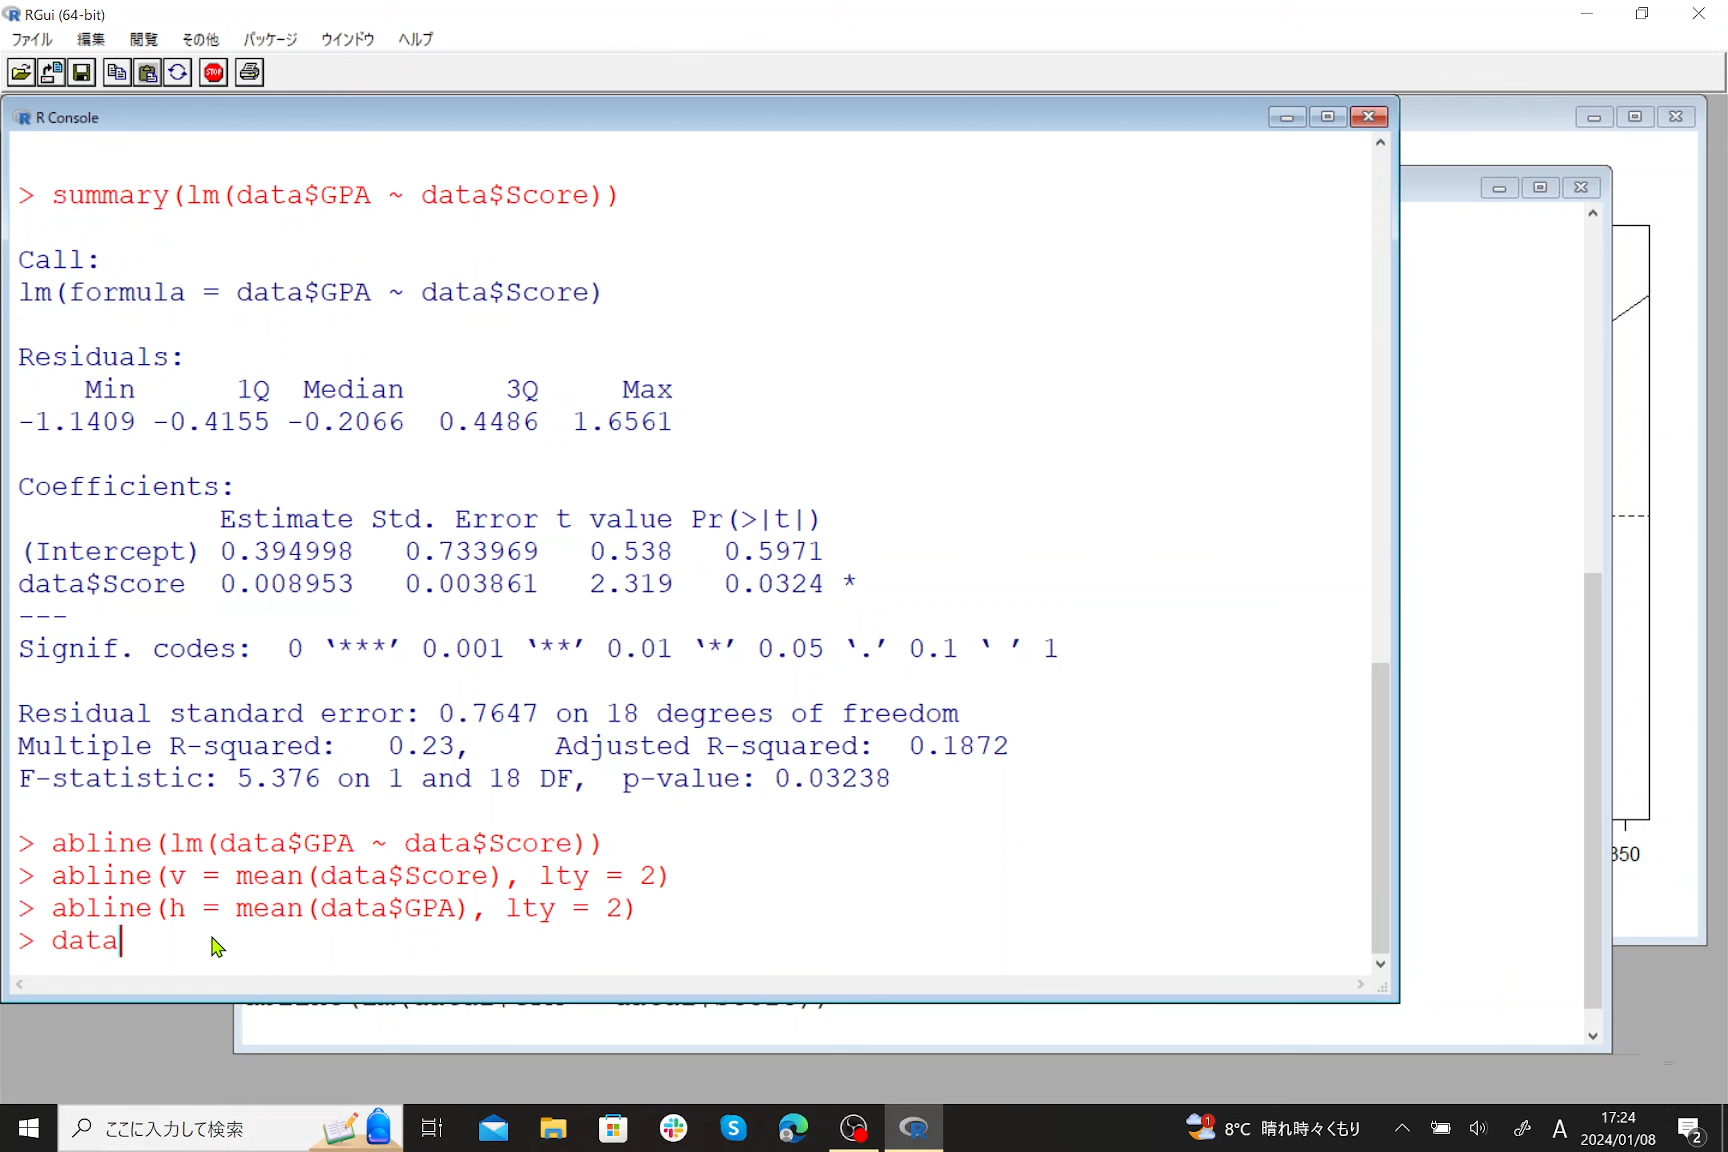 RGui (64-bit)
ファイル 編集 閲覧 その他 パッケージ ウインドウ ヘルプ
STOP
R Console
> summary(lm(data$GPA ~ data$Score))
Call:
lm(formula = data$GPA ~ data$Score)
Residuals:
Min 1Q Median 3Q Max
-1.1409 -0.4155 -0.2066 0.4486 1.6561
Coefficients:
Estimate Std. Error t value Pr(>|t|)
(Intercept) 0.394998 0.733969 0.538 0.5971
data$Score 0.008953 0.003861 2.319 0.0324 *
---
Signif. codes: 0 ‘***’ 0.001 ‘**’ 0.01 ‘*’ 0.05 ‘.’ 0.1 ‘ ’ 1
Residual standard error: 0.7647 on 18 degrees of freedom
Multiple R-squared: 0.23, Adjusted R-squared: 0.1872
F-statistic: 5.376 on 1 and 18 DF, p-value: 0.03238
> abline(lm(data$GPA ~ data$Score))
> abline(v = mean(data$Score), lty = 2)
> abline(h = mean(data$GPA), lty = 2)
> data
350
ここに入力して検索
1
8°C 晴れ時々くもり
A
17:24
2024/01/08
2